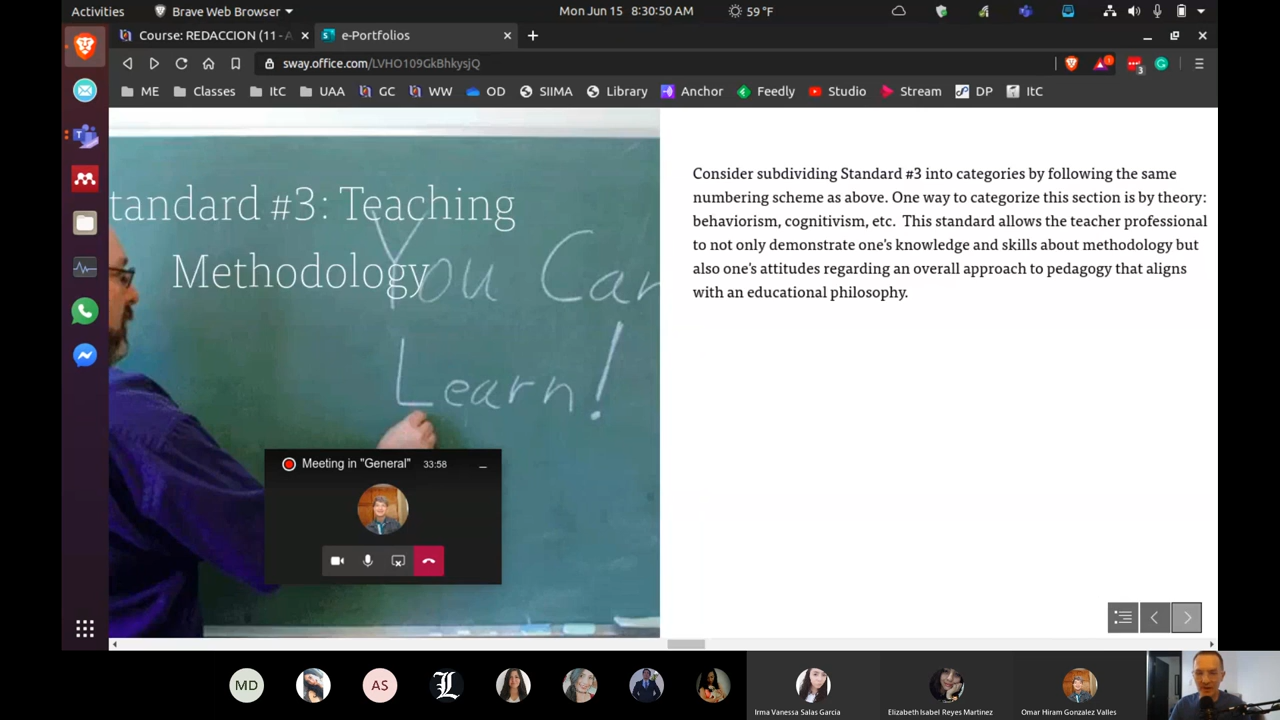 Activities
Brave Web Browser
Mon Jun 15 8:30:50 AM
59 °F
Course: REDACCION (11 - A
e-Portfolios
sway.office.com/LVHO109GkBhkysjQ
1
3
ME
Classes
ItC
UAA
GC
WW
OD
SIIMA
Library
Anchor
Feedly
Studio
Stream
DP
ItC
tandard #3: Teaching
Methodology
You Can
Learn!
Meeting in "General"
33:58
Consider subdividing Standard #3 into categories by following the same
numbering scheme as above. One way to categorize this section is by theory:
behaviorism, cognitivism, etc. This standard allows the teacher professional
to not only demonstrate one's knowledge and skills about methodology but
also one's attitudes regarding an overall approach to pedagogy that aligns
with an educational philosophy.
MD
AS
L
Irma Vanessa Salas Garcia
Elizabeth Isabel Reyes Martinez
Omar Hiram Gonzalez Valles